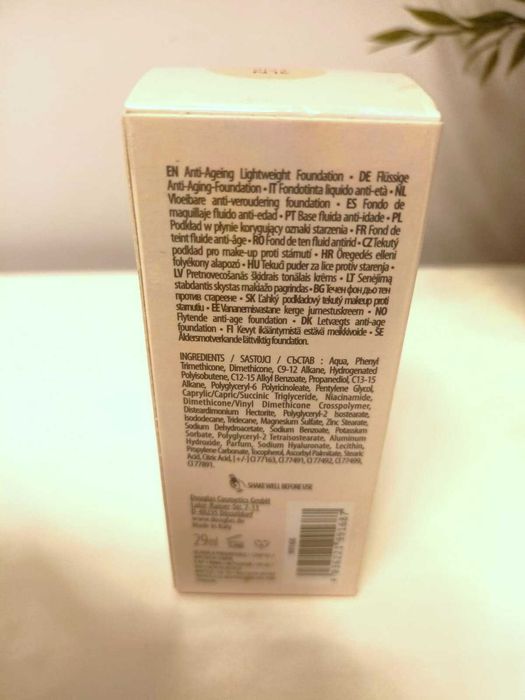 EN Anti-Ageing Lightweight Foundation • DE Flüssige
Anti-Aging-Foundation • IT Fondotinta liquido anti-età • NL
Vloeibare anti-veroudering foundation • ES Fondo de
maquillaje fluido anti-edad • PT Base fluida anti-idade • PL
Podkład w płynie korygujący oznaki starzenia • FR Fond de
teint fluide anti-âge • RO Fond de ten fluid antirid • CZ Tekutý
podklad pro make-up proti stárnutí • HR Öregedés elleni
folyékony alapozó • HU Tekući puder za lice protiv starenja •
LV Pretnovecošanās šķidrais tonālais krēms • LT Senėjimą
stabdantis skystas makiažo pagrindas • BG Течен фон дьо тен
против стареене • SK Ľahký podkladový tekutý makeup proti
starnutiu • EE Vananemisvastane kerge jumestuskreem • NO
Flytende anti-age foundation • DK Letvægts anti-age
foundation • FI Kevyt ikääntymistä estävä meikkivoide • SE
Åldersmotverkande lättviktig foundation.
INGREDIENTS / SASTOJCI / СЪСТАВ : Aqua, Phenyl
Trimethicone, Dimethicone, C9-12 Alkane, Hydrogenated
Polyisobutene, C12-15 Alkyl Benzoate, Propanediol, C13-15
Alkane, Polyglyceryl-6 Polyricinoleate, Pentylene Glycol,
Caprylic/Capric/Succinic Triglyceride, Niacinamide,
Dimethicone/Vinyl Dimethicone Crosspolymer,
Disteardimonium Hectorite, Polyglyceryl-2 Isostearate,
Isododecane, Tridecane, Magnesium Sulfate, Zinc Stearate,
Sodium Dehydroacetate, Sodium Benzoate, Potassium
Sorbate, Polyglyceryl-2 Tetraisostearate, Aluminum
Hydroxide, Parfum, Sodium Hyaluronate, Lecithin,
Propylene Carbonate, Tocopherol, Ascorbyl Palmitate, Stearic
Acid, Citric Acid, [+/-] CI 77163, CI 77491, CI 77492, CI 77499,
CI 77891.
SHAKE WELL BEFORE USE
Douglas Cosmetics GmbH
D 40235 Düsseldorf
www.douglas.de
Made in Italy
29ml